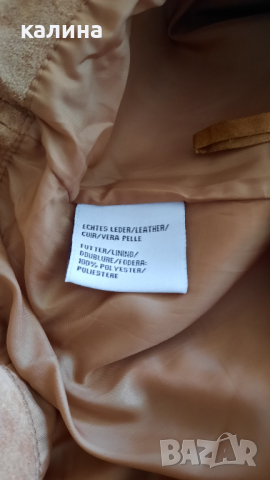 калина
ECHTES LEDER/LEATHER/
CUIR/VERA PELLE
FUTTER/LINING/
DOUBLURE/FODERA:
100% POLYESTER/
POLIESTERE
BAZAR